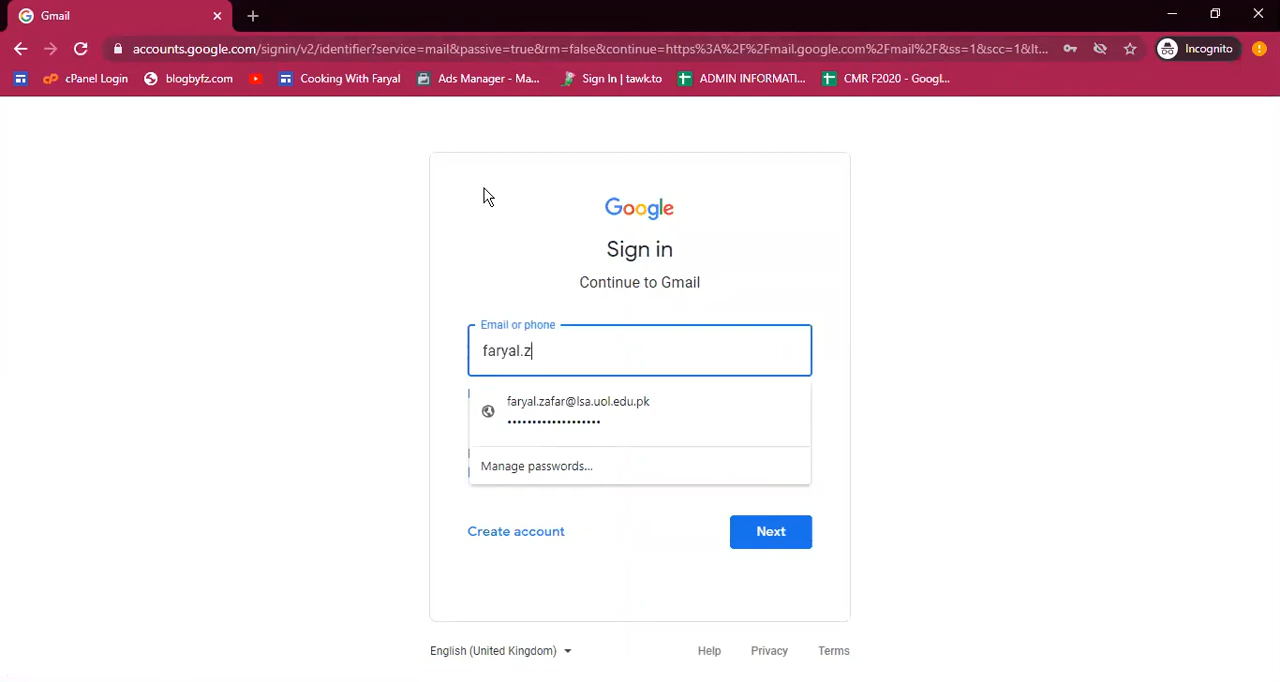 Gmail
accounts.google.com/signin/v2/identifier?service=mail&passive=true&rm=false&continue=https%3A%2F%2Fmail.google.com%2Fmail%2F&ss=1&scc=1&lt...
Incognito
cPanel Login
blogbyfz.com
Cooking With Faryal
Ads Manager - Ma...
Sign In | tawk.to
ADMIN INFORMATI...
CMR F2020 - Googl...
Google
Sign in
Continue to Gmail
Email or phone
faryal.z
faryal.zafar@lsa.uol.edu.pk
•••••••••••••••••••
Manage passwords...
Create account
Next
English (United Kingdom)
Help
Privacy
Terms